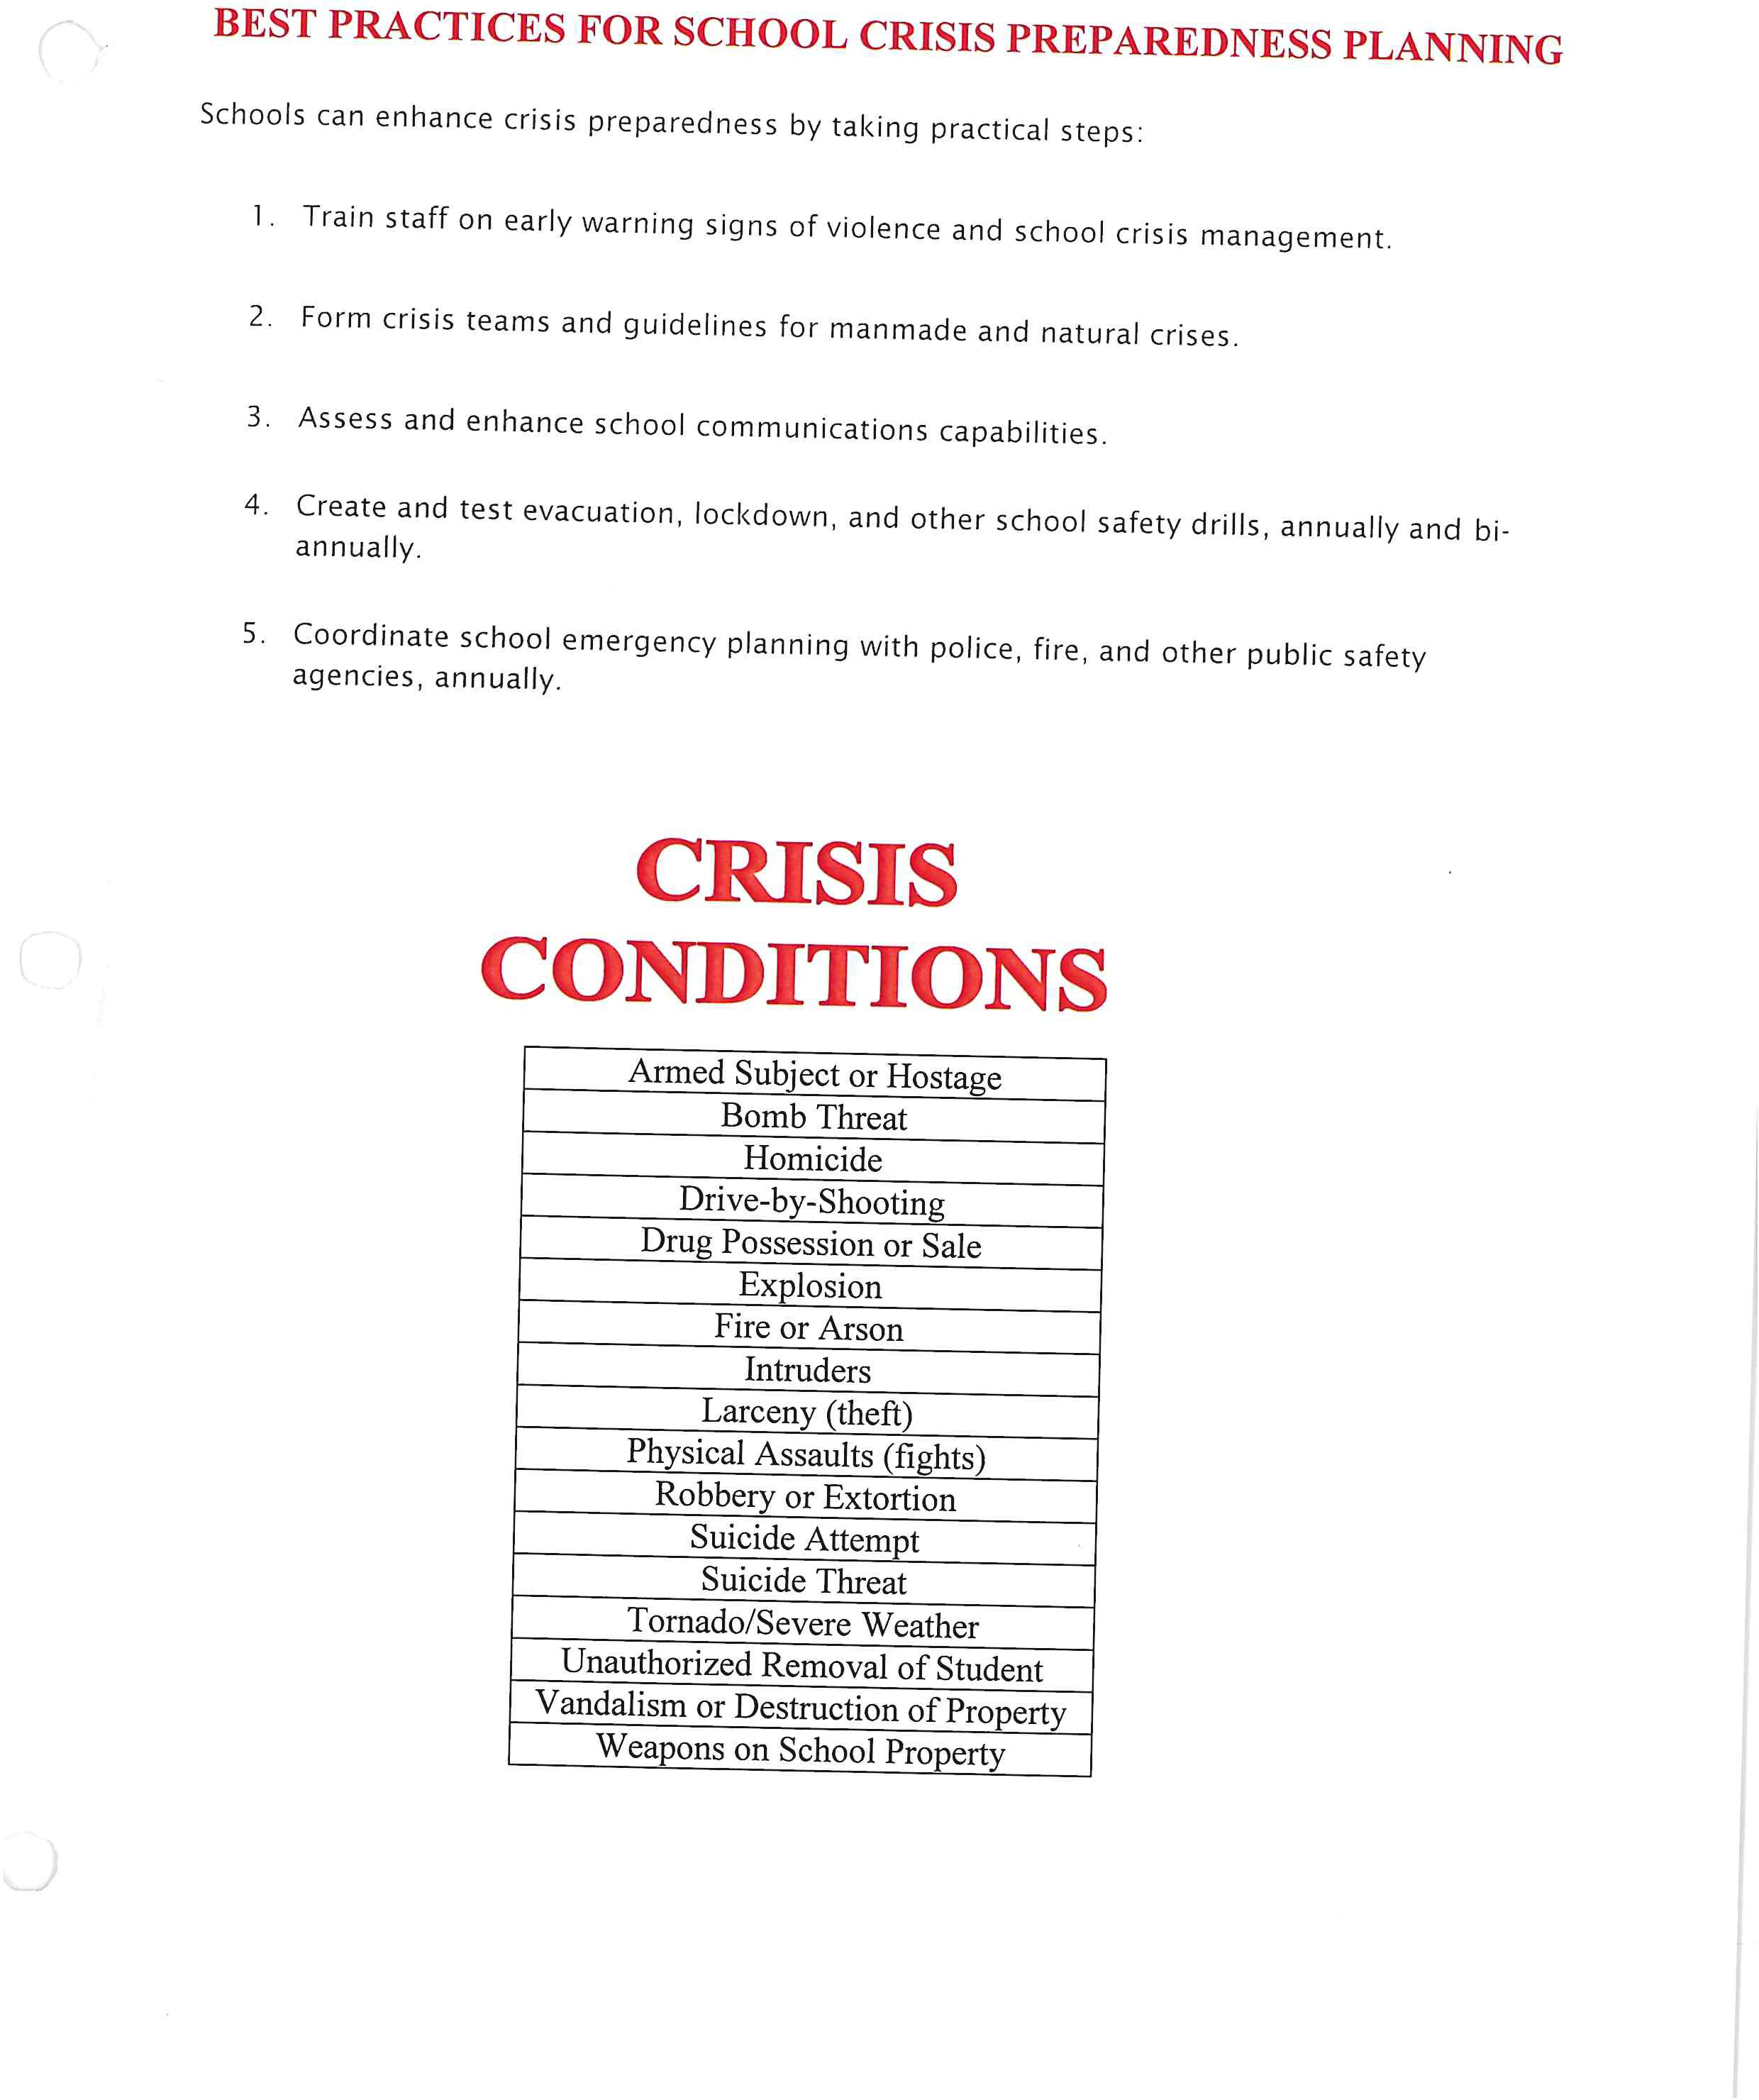 BEST PRACTICES FOR SCHOOL CRISIS PREPAREDNESS PLANNING
Schools can enhance crisis preparedness by taking practical steps:
1. Train staff on early warning signs of violence and school crisis management.
2. Form crisis teams and guidelines for manmade and natural crises.
3. Assess and enhance school communications capabilities.
4. Create and test evacuation, lockdown, and other school safety drills, annually and bi-
annually.
5. Coordinate school emergency planning with police, fire, and other public safety
agencies, annually.
CRISIS
CONDITIONS
Armed Subject or Hostage
Bomb Threat
Homicide
Drive-by-Shooting
Drug Possession or Sale
Explosion
Fire or Arson
Intruders
Larceny (theft)
Physical Assaults (fights)
Robbery or Extortion
Suicide Attempt
Suicide Threat
Tornado/Severe Weather
Unauthorized Removal of Student
Vandalism or Destruction of Property
Weapons on School Property